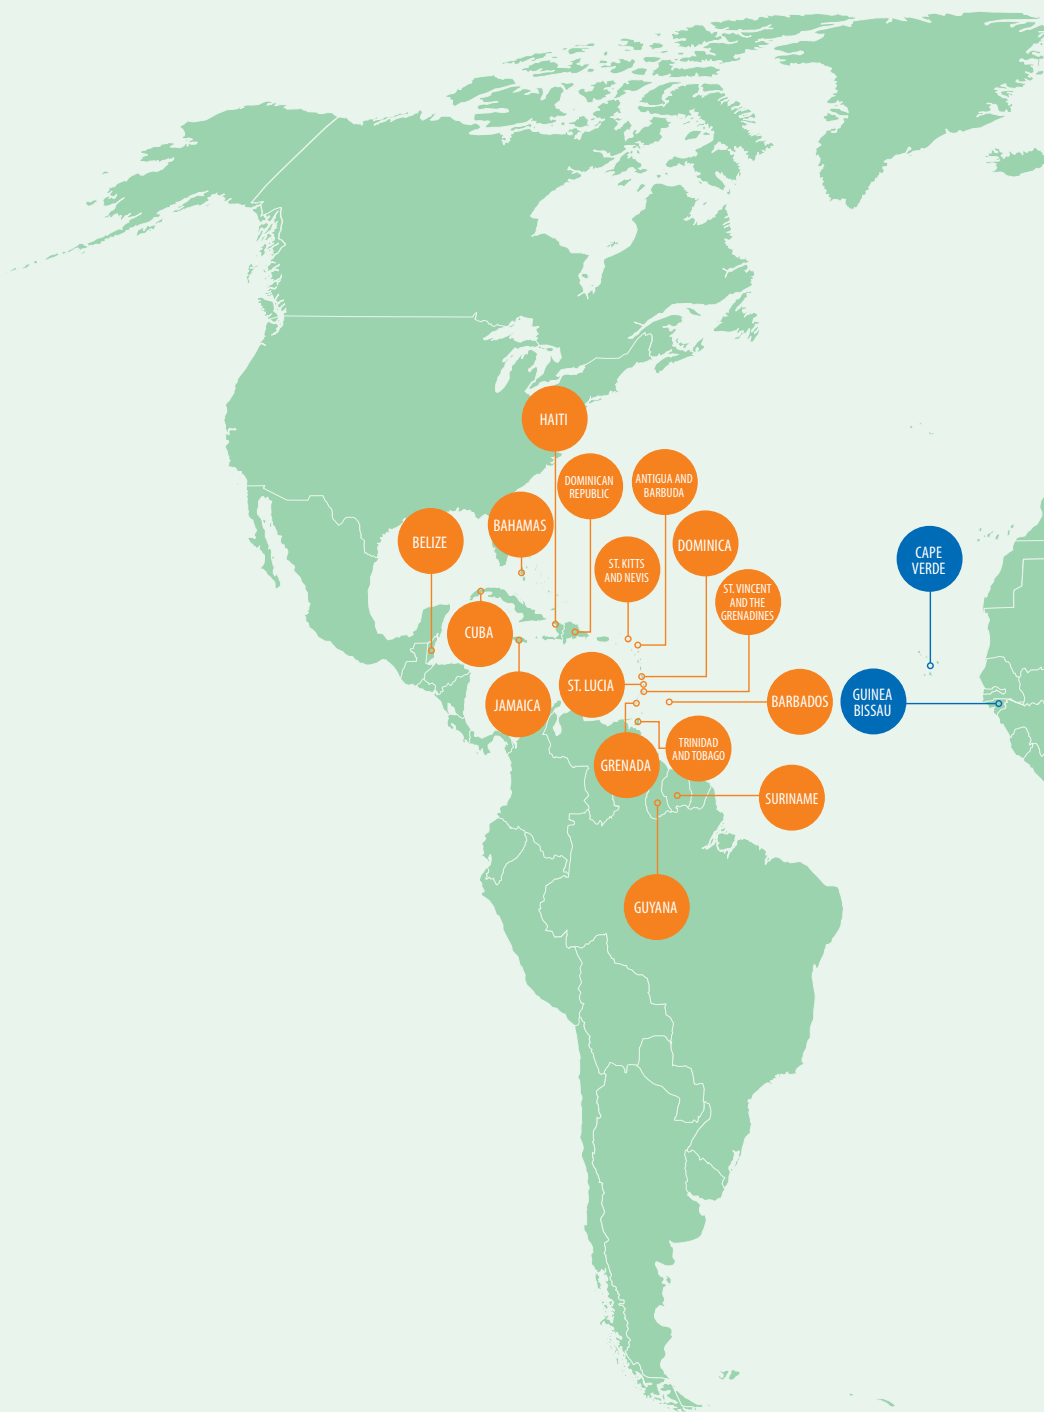 HAITI
DOMINICAN
REPUBLIC
ANTIGUA AND
BARBUDA
BAHAMAS
BELIZE
DOMINICA
CAPE
VERDE
ST. KITTS
AND NEVIS
ST. VINCENT
AND THE
GRENADINES
CUBA
ST. LUCIA
JAMAICA
BARBADOS
GUINEA
BISSAU
TRINIDAD
AND TOBAGO
GRENADA
SURINAME
GUYANA